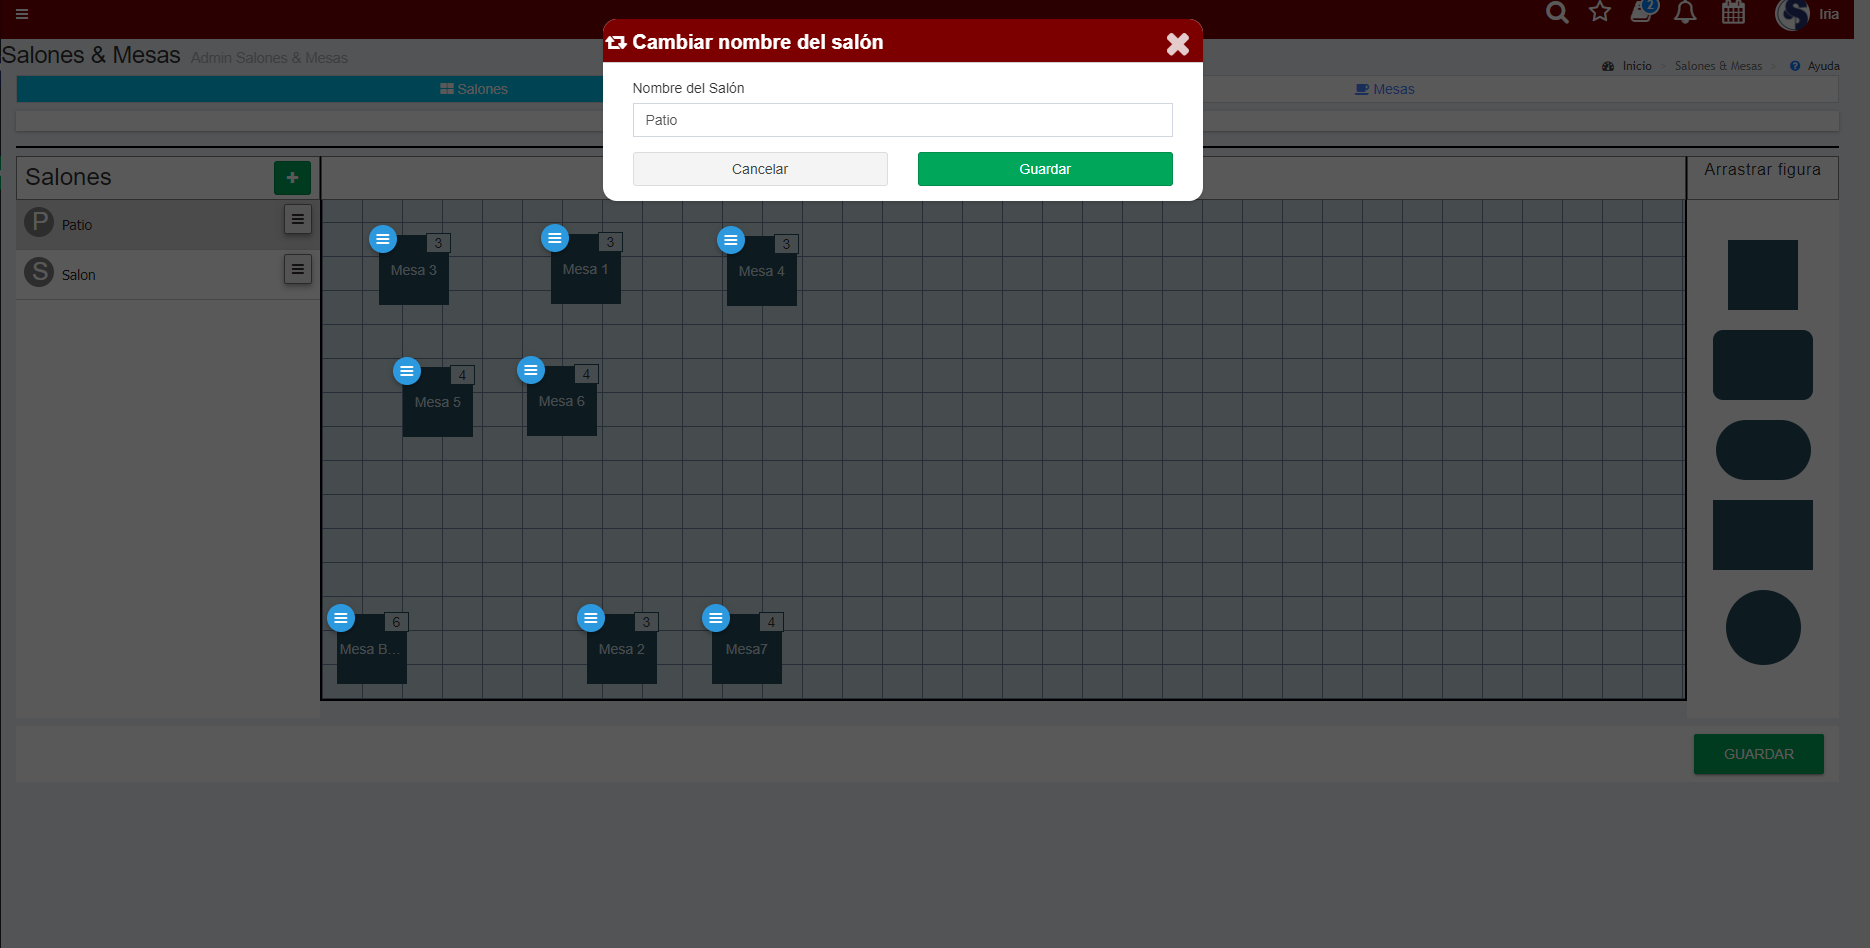 2
Iria
Cambiar nombre del salón
Salones & Mesas Admin Salones & Mesas
Inicio > Salones & Mesas > Ayuda
Salones
Mesas
Nombre del Salón
Patio
Cancelar
Guardar
Salones
Arrastrar figura
P Patio
S Salon
3
Mesa 3
3
Mesa 1
3
Mesa 4
4
Mesa 5
4
Mesa 6
6
Mesa B...
3
Mesa 2
4
Mesa7
GUARDAR